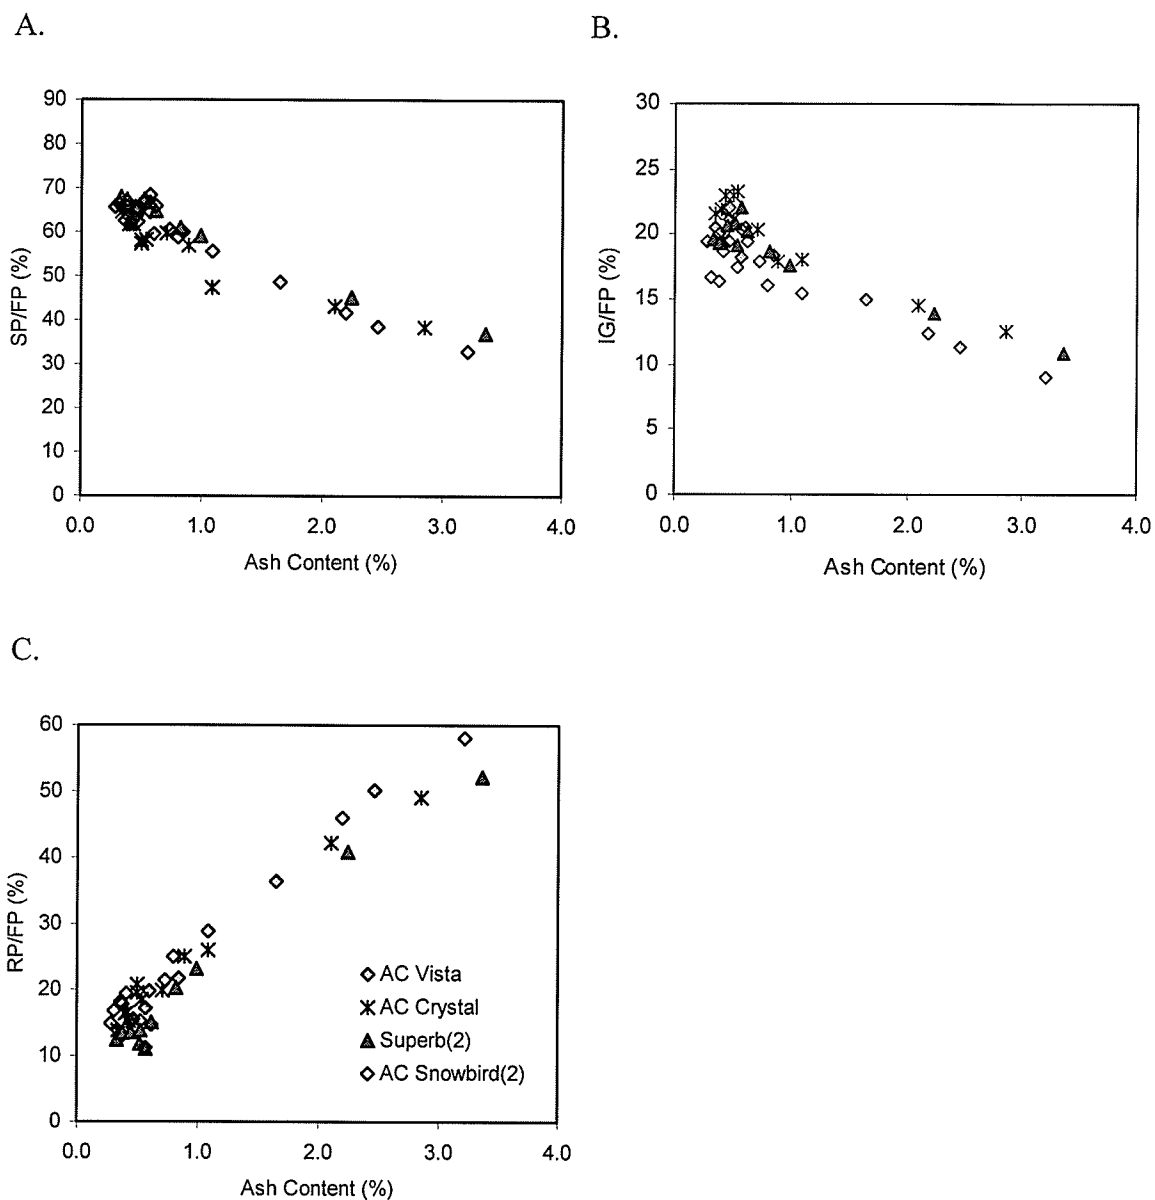 A.
90
80
70
60
50
40
30
20
10
0
SP/FP (%)
0.0 1.0 2.0 3.0 4.0
Ash Content (%)
B.
30
25
20
15
10
5
0
IG/FP (%)
0.0 1.0 2.0 3.0 4.0
Ash Content (%)
C.
60
50
40
30
20
10
0
RP/FP (%)
AC Vista
AC Crystal
Superb(2)
AC Snowbird(2)
0.0 1.0 2.0 3.0 4.0
Ash Content (%)